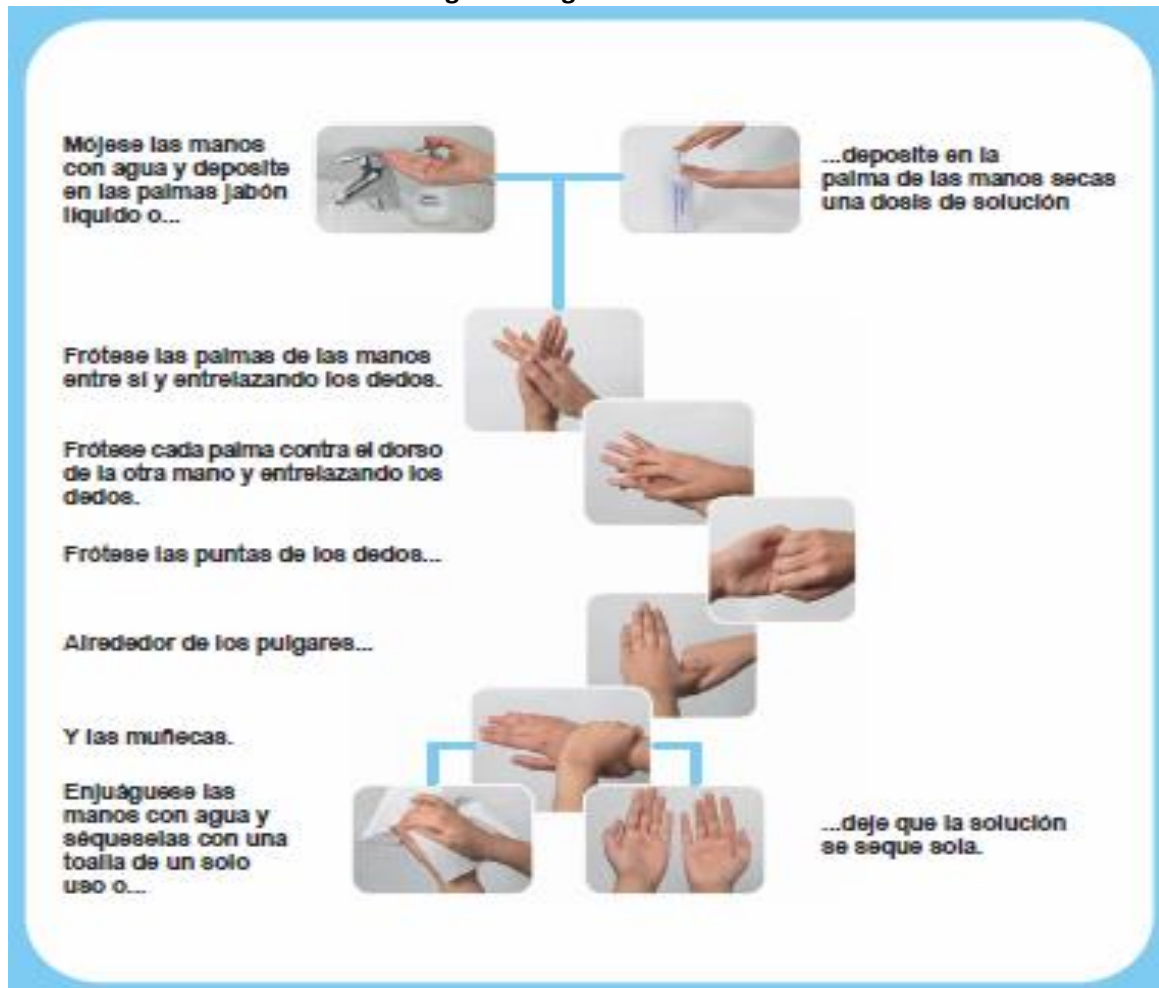 Mójese las manos
con agua y deposite
en las palmas jabón
líquido o...
...deposite en la
palma de las manos secas
una dosis de solución
Frótese las palmas de las manos
entre sí y entrelazando los dedos.
Frótese cada palma contra el dorso
de la otra mano y entrelazando los
dedos.
Frótese las puntas de los dedos...
Alrededor de los pulgares...
Y las muñecas.
Enjuáguese las
manos con agua y
séqueselas con una
toalla de un solo
uso o...
...deje que la solución
se seque sola.